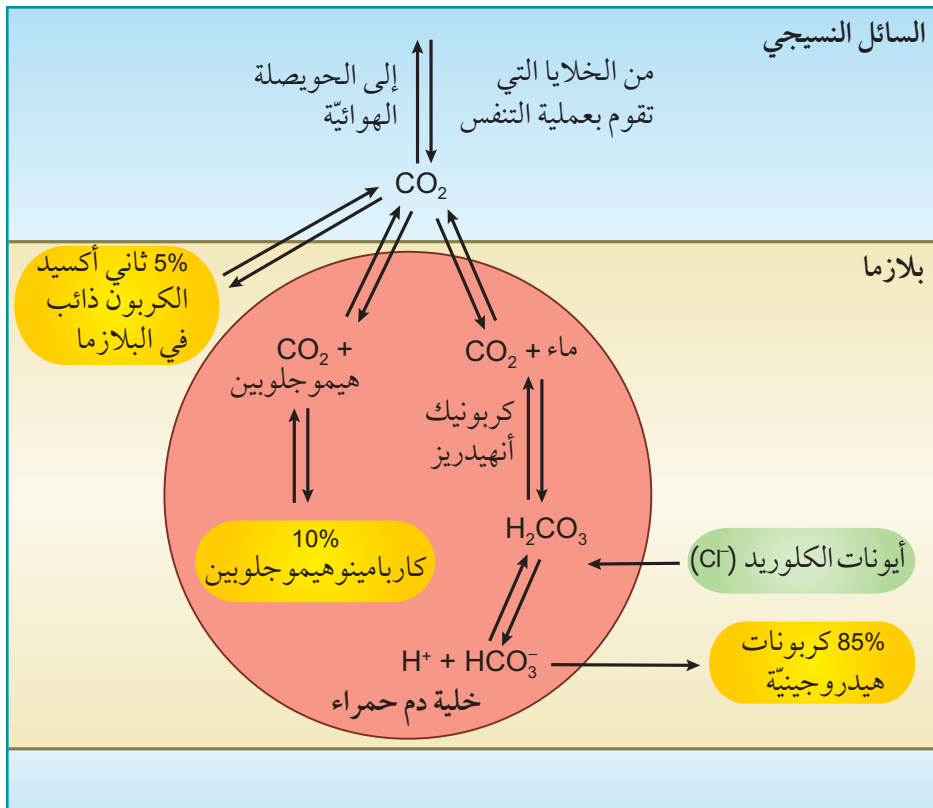 السائل النسيجي
من الخلايا التي
تقوم بعملية التنفس
إلى الحويصلة
الهوائيّة
CO₂
بلازما
5% ثاني أكسيد
الكربون ذائب
في البلازما
CO₂ + ماء
CO₂ +
هيموجلوبين
كربونيك
أنهيدريز
H₂CO₃
10%
كاربامينوهيموجلوبين
أيونات الكلوريد (Cl⁻)
H⁺ + HCO₃⁻
85% كربونات
هيدروجينيّة
خلية دم حمراء